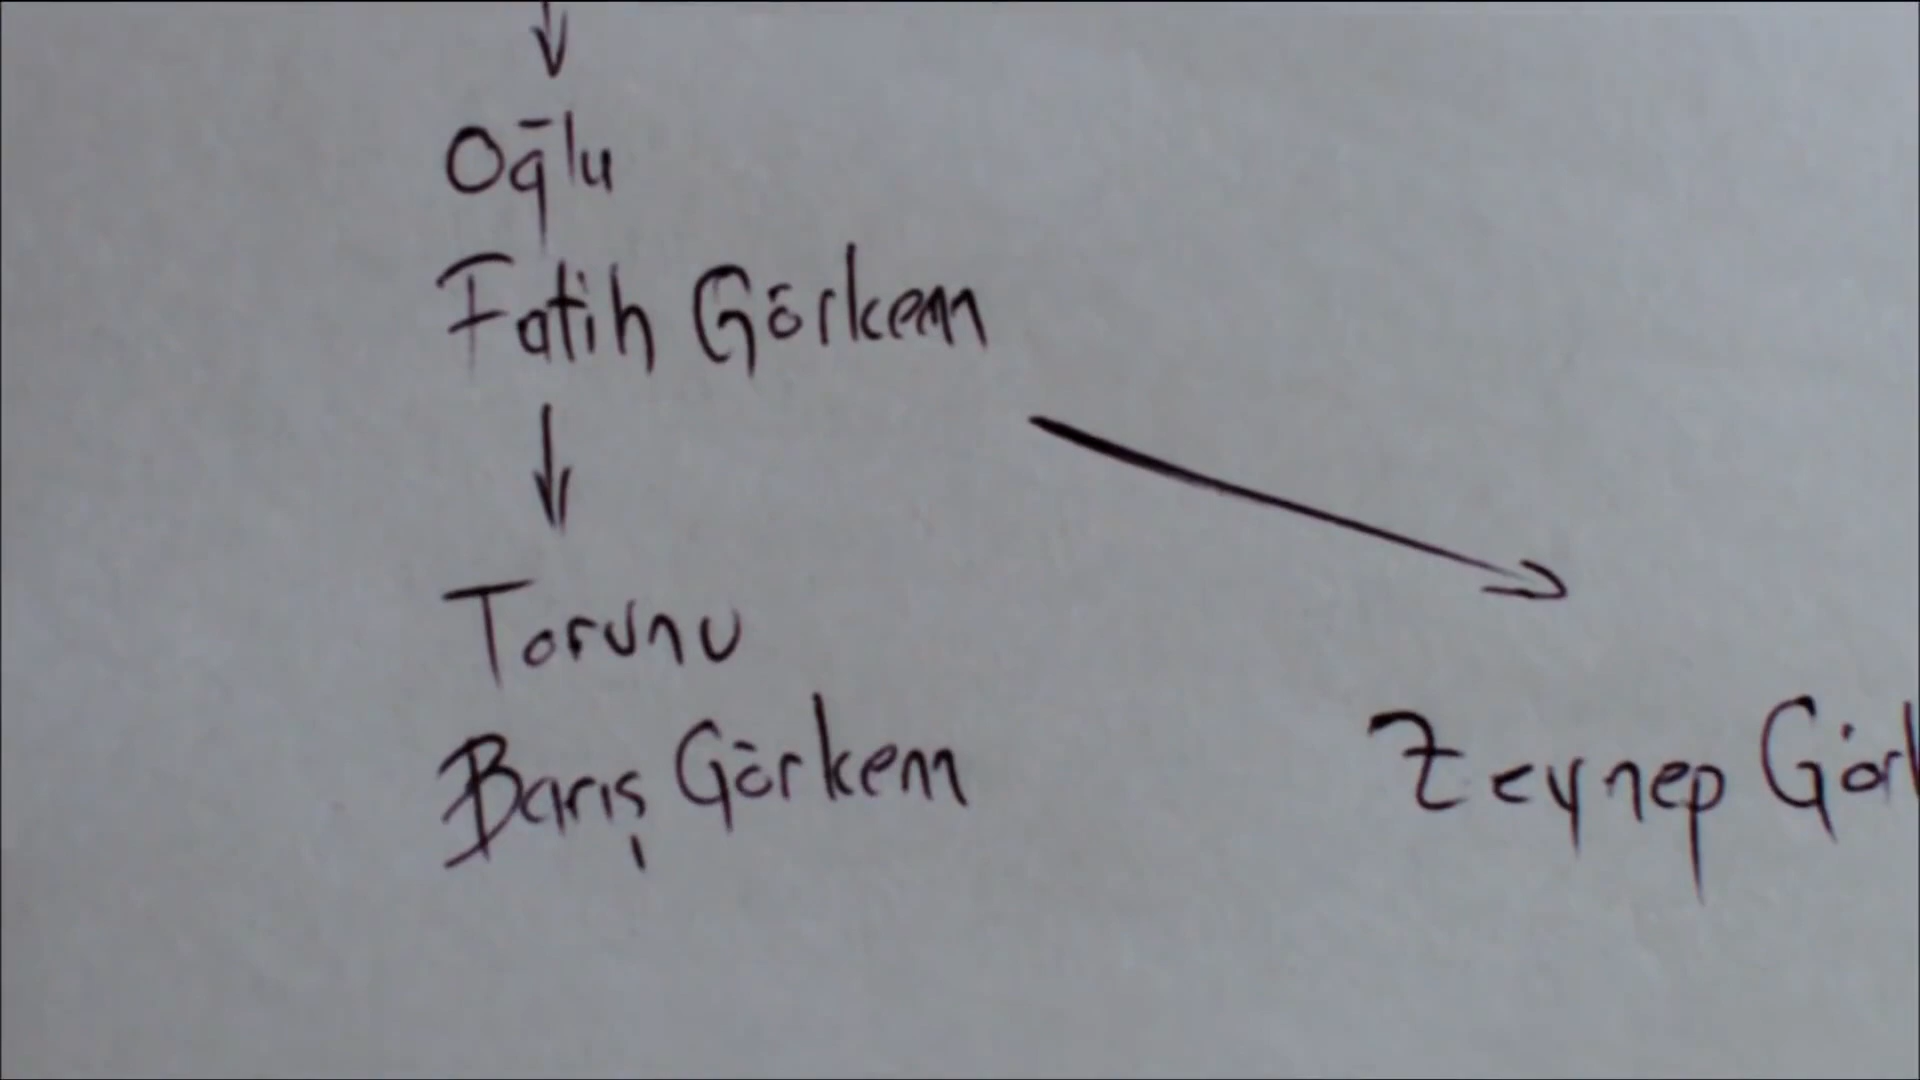 Oğlu
Fatih Görkem
Torunu
Barış Görkem
Zeynep